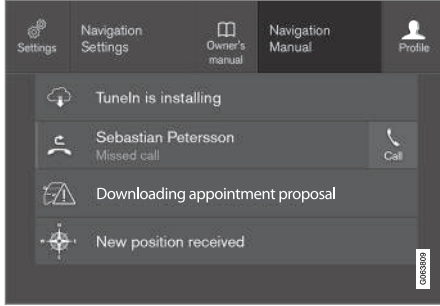 Settings
Navigation
Settings
Owner's
manual
Navigation
Manual
Profile
TuneIn is installing
Sebastian Petersson
Missed call
Call
Downloading appointment proposal
New position received
G063809